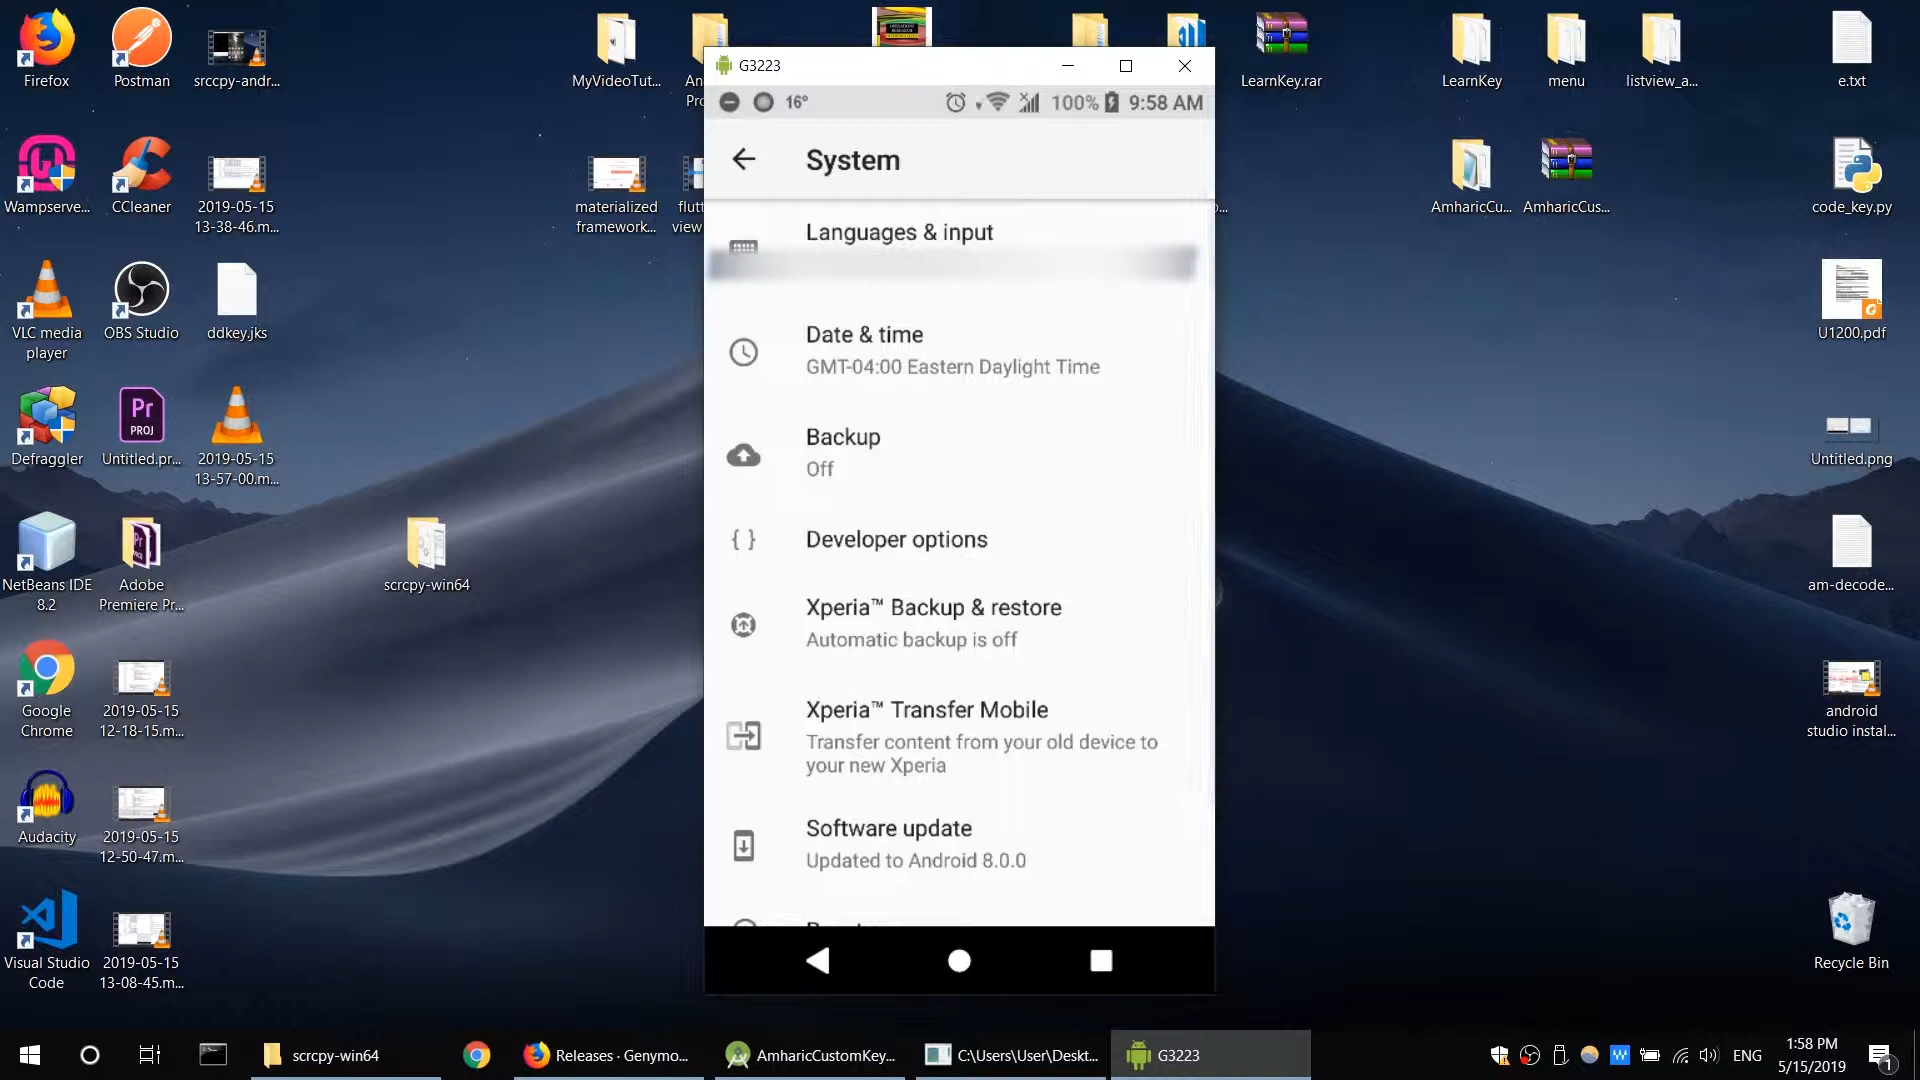 Firefox
Postman
srccpy-andr...
Wampserve...
CCleaner
2019-05-15
13-38-46.m...
VLC media
player
OBS Studio
ddkey.jks
Defraggler
Untitled.pr...
2019-05-15
13-57-00.m...
NetBeans IDE
8.2
Adobe
Premiere Pr...
scrcpy-win64
Google
Chrome
2019-05-15
12-18-15.m...
Audacity
2019-05-15
12-50-47.m...
Visual Studio
Code
2019-05-15
13-08-45.m...
MyVideoTut...
materialized
framework...
G3223
16°
100%
9:58 AM
System
Languages & input
Date & time
GMT-04:00 Eastern Daylight Time
Backup
Off
Developer options
Xperia™ Backup & restore
Automatic backup is off
Xperia™ Transfer Mobile
Transfer content from your old device to
your new Xperia
Software update
Updated to Android 8.0.0
LearnKey.rar
LearnKey
menu
listview_a...
e.txt
AmharicCu...
AmharicCus...
code_key.py
U1200.pdf
Untitled.png
am-decode...
android
studio instal...
Recycle Bin
scrcpy-win64
Releases · Genymo...
AmharicCustomKey...
C:\Users\User\Deskt...
G3223
ENG
1:58 PM
5/15/2019
1